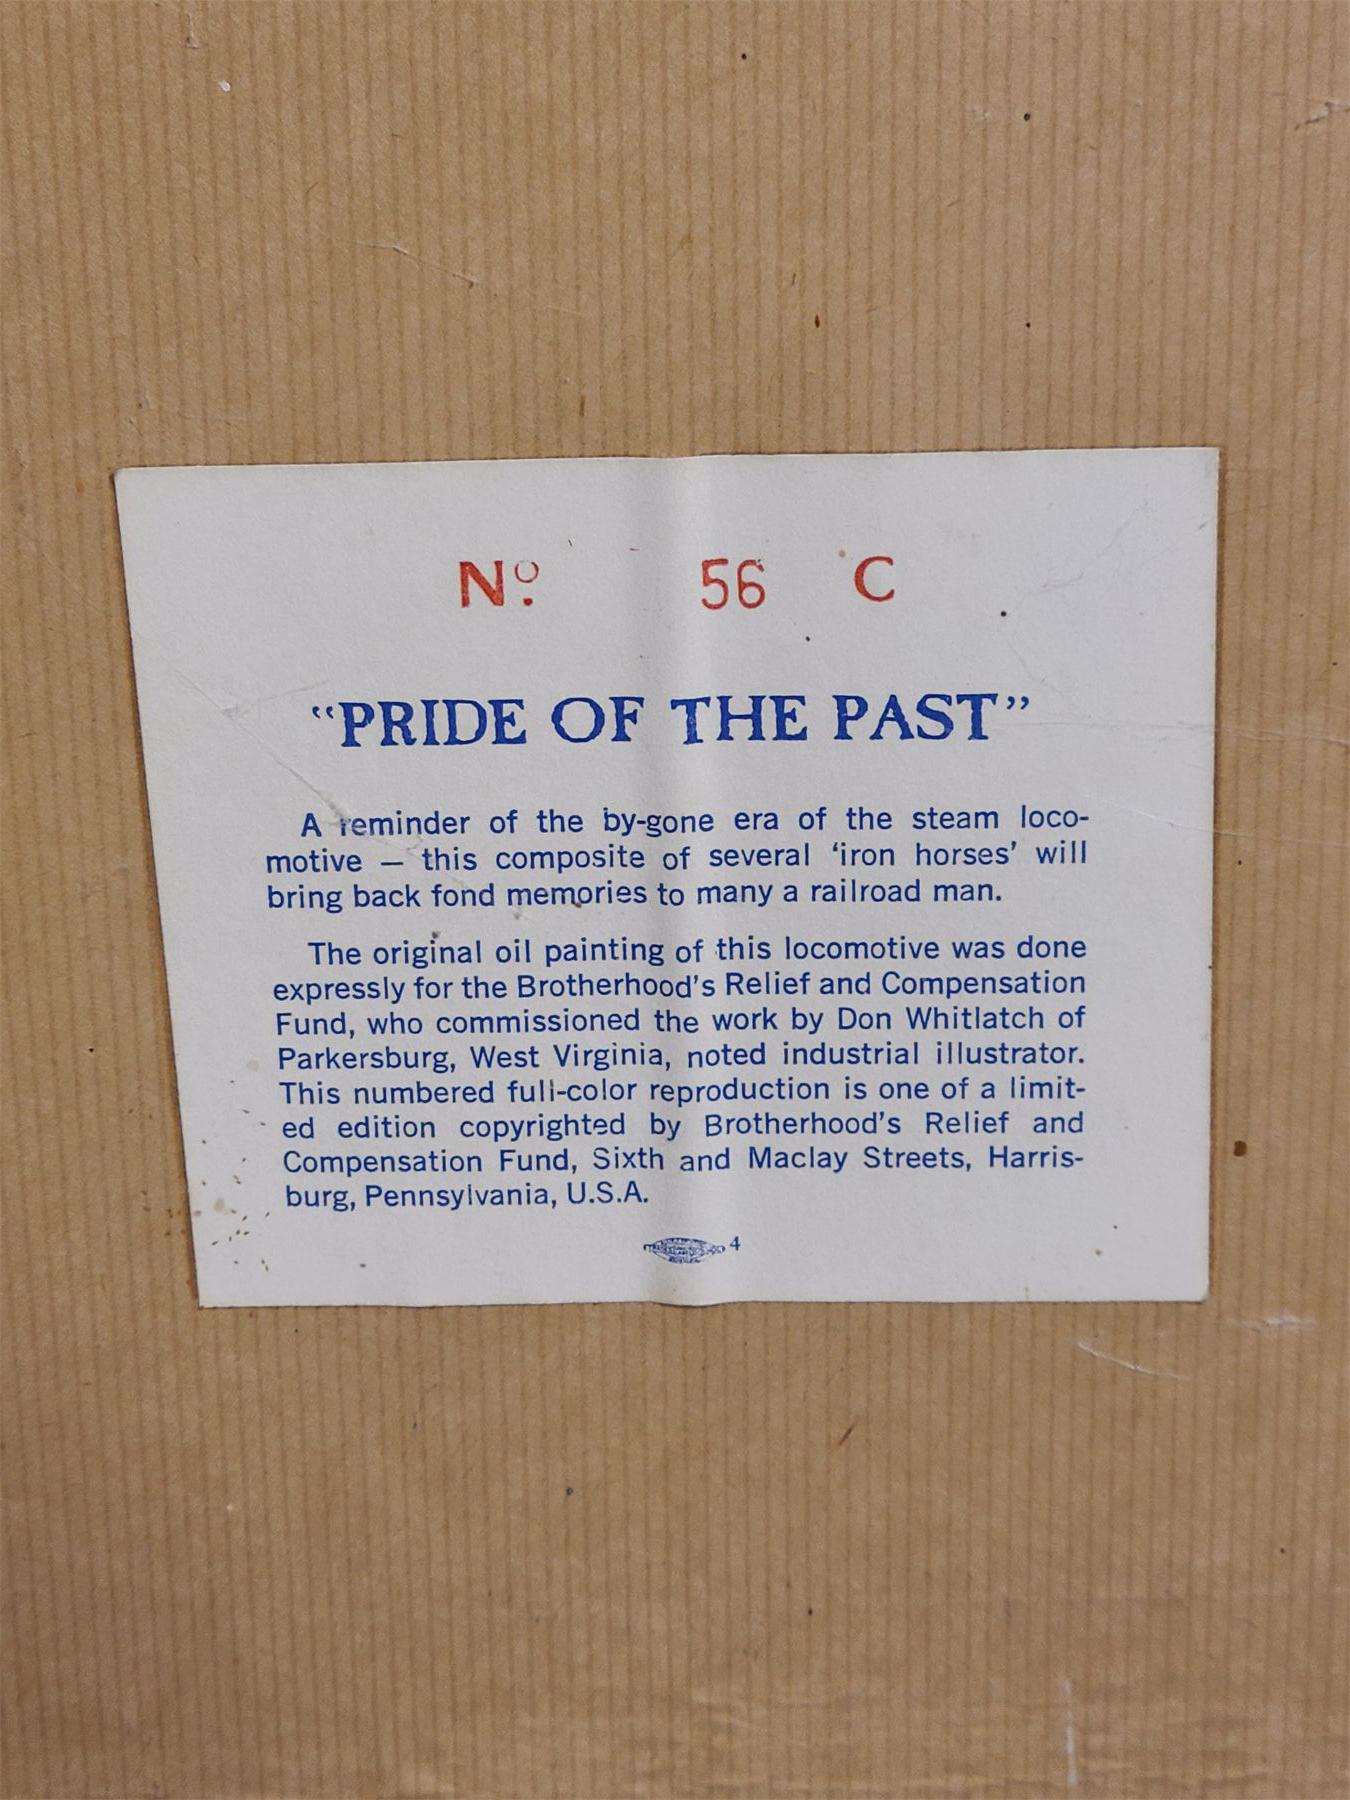 Nº 56 C
“PRIDE OF THE PAST”
A reminder of the by-gone era of the steam loco-
motive — this composite of several ‘iron horses’ will
bring back fond memories to many a railroad man.
The original oil painting of this locomotive was done
expressly for the Brotherhood’s Relief and Compensation
Fund, who commissioned the work by Don Whitlatch of
Parkersburg, West Virginia, noted industrial illustrator.
This numbered full-color reproduction is one of a limit-
ed edition copyrighted by Brotherhood’s Relief and
Compensation Fund, Sixth and Maclay Streets, Harris-
burg, Pennsylvania, U.S.A.
4